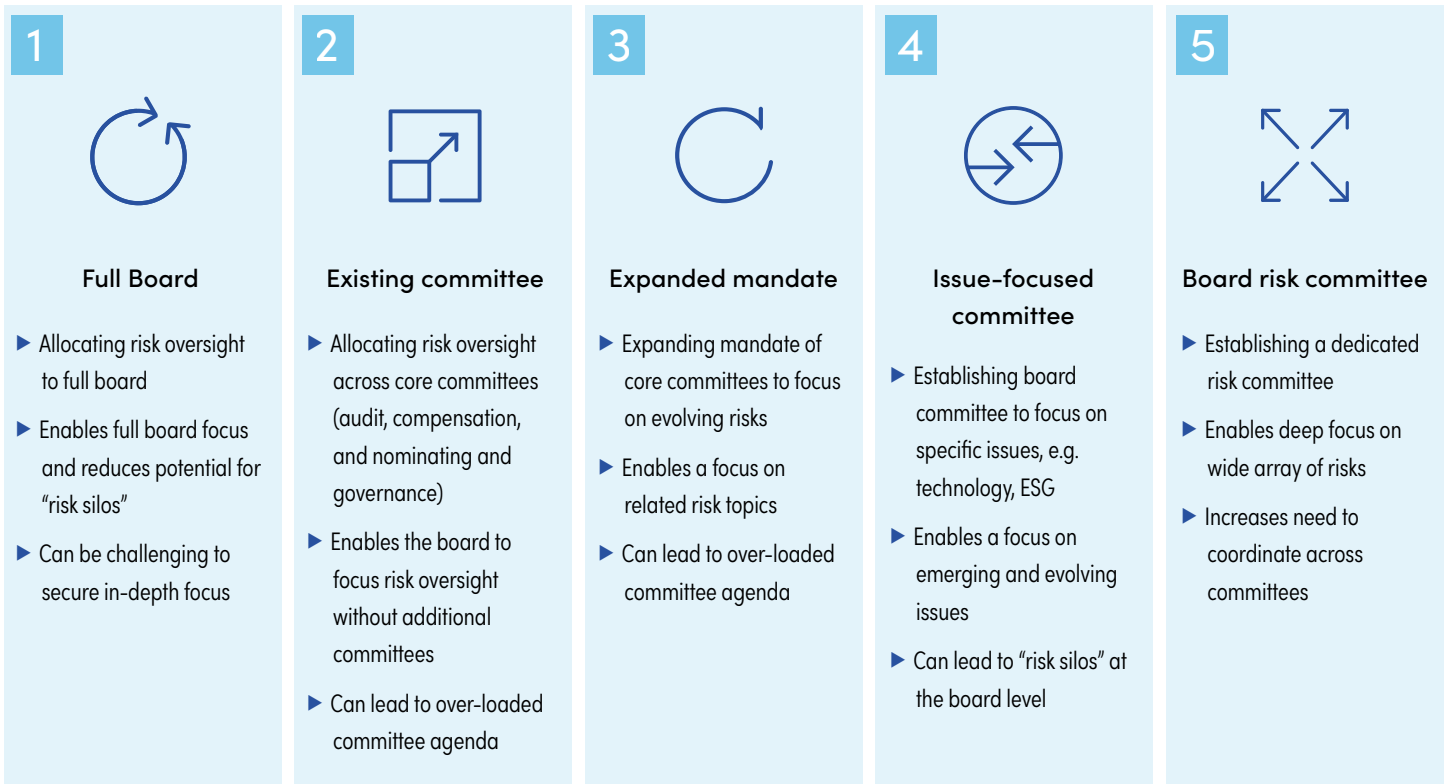 1
Full Board
▶ Allocating risk oversight
to full board
▶ Enables full board focus
and reduces potential for
“risk silos”
▶ Can be challenging to
secure in-depth focus
2
Existing committee
▶ Allocating risk oversight
across core committees
(audit, compensation,
and nominating and
governance)
▶ Enables the board to
focus risk oversight
without additional
committees
▶ Can lead to over-loaded
committee agenda
3
Expanded mandate
▶ Expanding mandate of
core committees to focus
on evolving risks
▶ Enables a focus on
related risk topics
▶ Can lead to over-loaded
committee agenda
4
Issue-focused
committee
▶ Establishing board
committee to focus on
specific issues, e.g.
technology, ESG
▶ Enables a focus on
emerging and evolving
issues
▶ Can lead to “risk silos” at
the board level
5
Board risk committee
▶ Establishing a dedicated
risk committee
▶ Enables deep focus on
wide array of risks
▶ Increases need to
coordinate across
committees